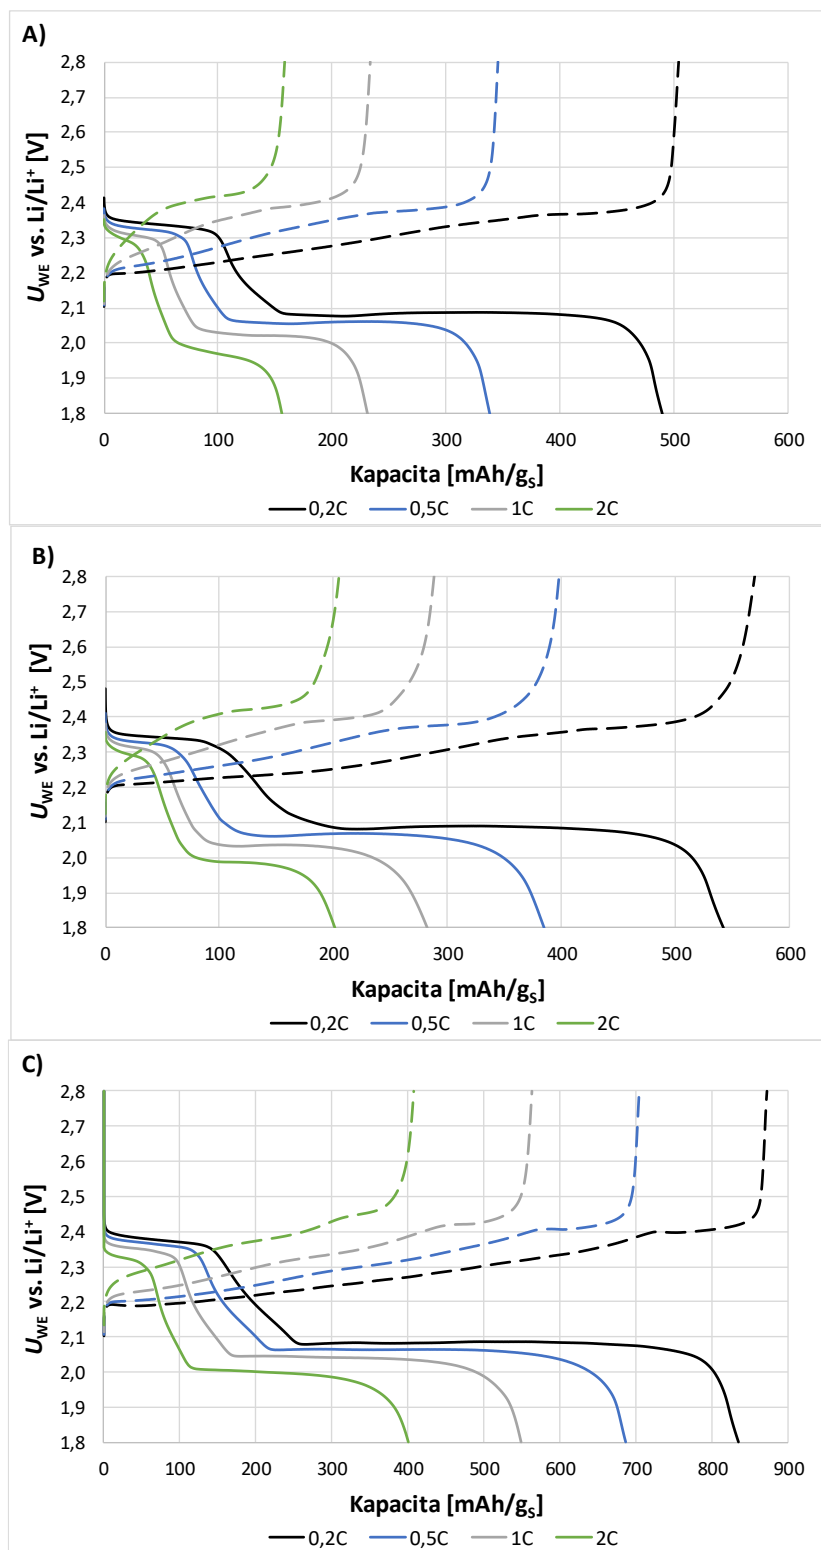 A)
2,8
2,7
2,6
2,5
2,4
2,3
2,2
2,1
2,0
1,9
1,8
U_WE vs. Li/Li⁺ [V]
0 100 200 300 400 500 600
Kapacita [mAh/g_S]
0,2C 0,5C 1C 2C
B)
2,8
2,7
2,6
2,5
2,4
2,3
2,2
2,1
2,0
1,9
1,8
U_WE vs. Li/Li⁺ [V]
0 100 200 300 400 500 600
Kapacita [mAh/g_S]
0,2C 0,5C 1C 2C
C)
2,8
2,7
2,6
2,5
2,4
2,3
2,2
2,1
2,0
1,9
1,8
U_WE vs. Li/Li⁺ [V]
0 100 200 300 400 500 600 700 800 900
Kapacita [mAh/g_S]
0,2C 0,5C 1C 2C